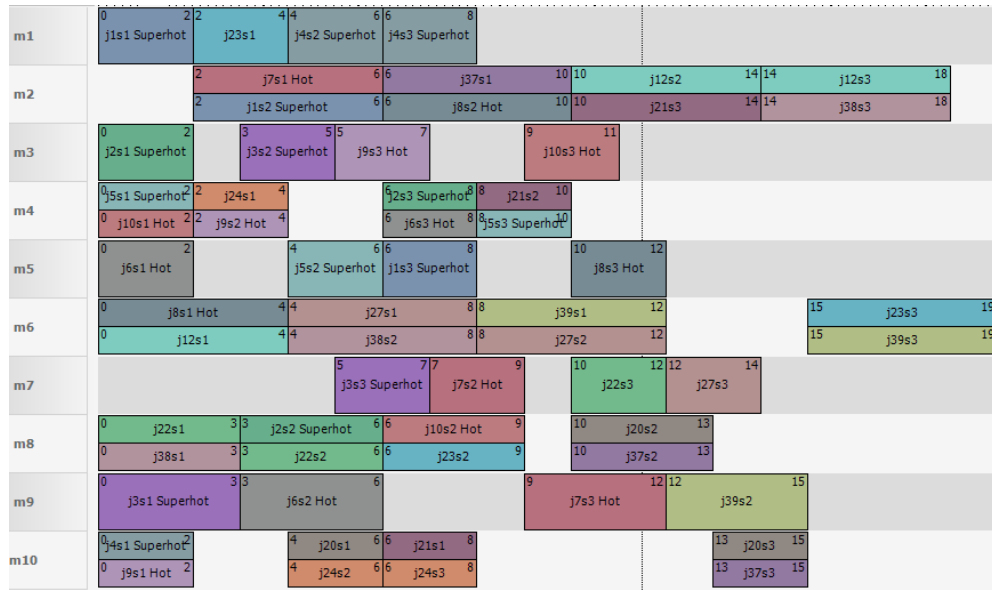 m1
0 j1s1 Superhot 2
2 j23s1 4
4 j4s2 Superhot 6
6 j4s3 Superhot 8
m2
2 j7s1 Hot 6
6 j37s1 10
10 j12s2 14
14 j12s3 18
2 j1s2 Superhot 6
6 j8s2 Hot 10
10 j21s3 14
14 j38s3 18
m3
0 j2s1 Superhot 2
3 j3s2 Superhot 5
5 j9s3 Hot 7
9 j10s3 Hot 11
m4
0 j5s1 Superhot 2
2 j24s1 4
6 j2s3 Superhot 8
8 j21s2 10
0 j10s1 Hot 2
2 j9s2 Hot 4
6 j6s3 Hot 8
8 j5s3 Superhot 10
m5
0 j6s1 Hot 2
4 j5s2 Superhot 6
6 j1s3 Superhot 8
10 j8s3 Hot 12
m6
0 j8s1 Hot 4
4 j27s1 8
8 j39s1 12
15 j23s3 19
0 j12s1 4
4 j38s2 8
8 j27s2 12
15 j39s3 19
m7
5 j3s3 Superhot 7
7 j7s2 Hot 9
10 j22s3 12
12 j27s3 14
m8
0 j22s1 3
3 j2s2 Superhot 6
6 j10s2 Hot 9
10 j20s2 13
0 j38s1 3
3 j22s2 6
6 j23s2 9
10 j37s2 13
m9
0 j3s1 Superhot 3
3 j6s2 Hot 6
9 j7s3 Hot 12
12 j39s2 15
m10
0 j4s1 Superhot 2
4 j20s1 6
6 j21s1 8
13 j20s3 15
0 j9s1 Hot 2
4 j24s2 6
6 j24s3 8
13 j37s3 15